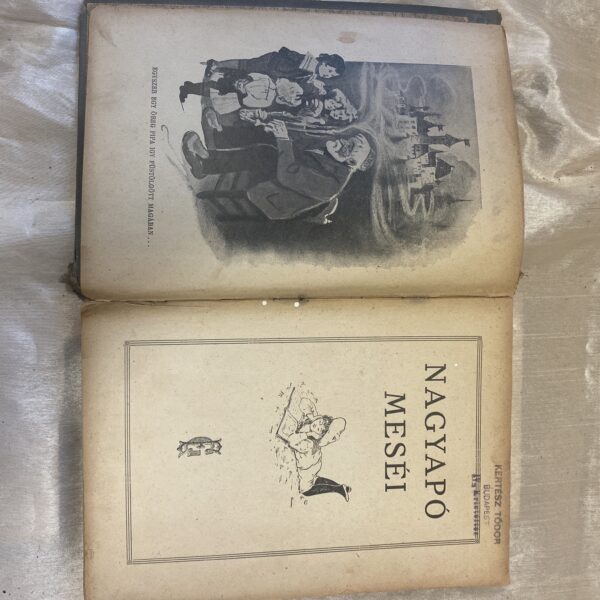 EGYSZER EGY ÖREG PIPA IGY FÜSTÖLGÖTT MAGÁBAN...
NAGYAPÓ
MESÉI
KERTÉSZ TÓDOR
BUDAPEST